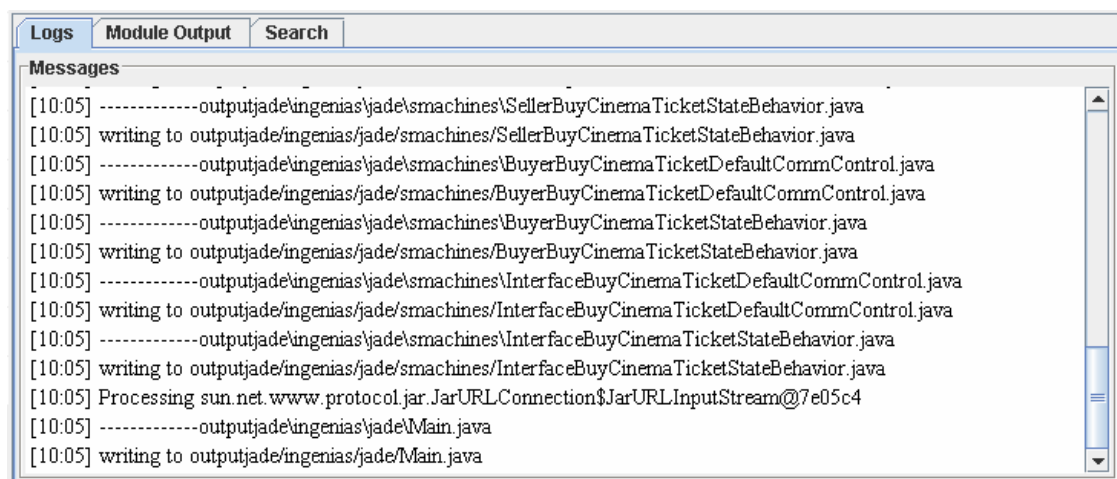 Logs Module Output Search
Messages
[10:05] -------------outputjade\ingenias\jade\smachines\SellerBuyCinemaTicketStateBehavior.java
[10:05] writing to outputjade/ingenias/jade/smachines/SellerBuyCinemaTicketStateBehavior.java
[10:05] -------------outputjade\ingenias\jade\smachines\BuyerBuyCinemaTicketDefaultCommControl.java
[10:05] writing to outputjade/ingenias/jade/smachines/BuyerBuyCinemaTicketDefaultCommControl.java
[10:05] -------------outputjade\ingenias\jade\smachines\BuyerBuyCinemaTicketStateBehavior.java
[10:05] writing to outputjade/ingenias/jade/smachines/BuyerBuyCinemaTicketStateBehavior.java
[10:05] -------------outputjade\ingenias\jade\smachines\InterfaceBuyCinemaTicketDefaultCommControl.java
[10:05] writing to outputjade/ingenias/jade/smachines/InterfaceBuyCinemaTicketDefaultCommControl.java
[10:05] -------------outputjade\ingenias\jade\smachines\InterfaceBuyCinemaTicketStateBehavior.java
[10:05] writing to outputjade/ingenias/jade/smachines/InterfaceBuyCinemaTicketStateBehavior.java
[10:05] Processing sun.net.www.protocol.jar.JarURLConnection$JarURLInputStream@7e05c4
[10:05] -------------outputjade\ingenias\jade\Main.java
[10:05] writing to outputjade/ingenias/jade/Main.java